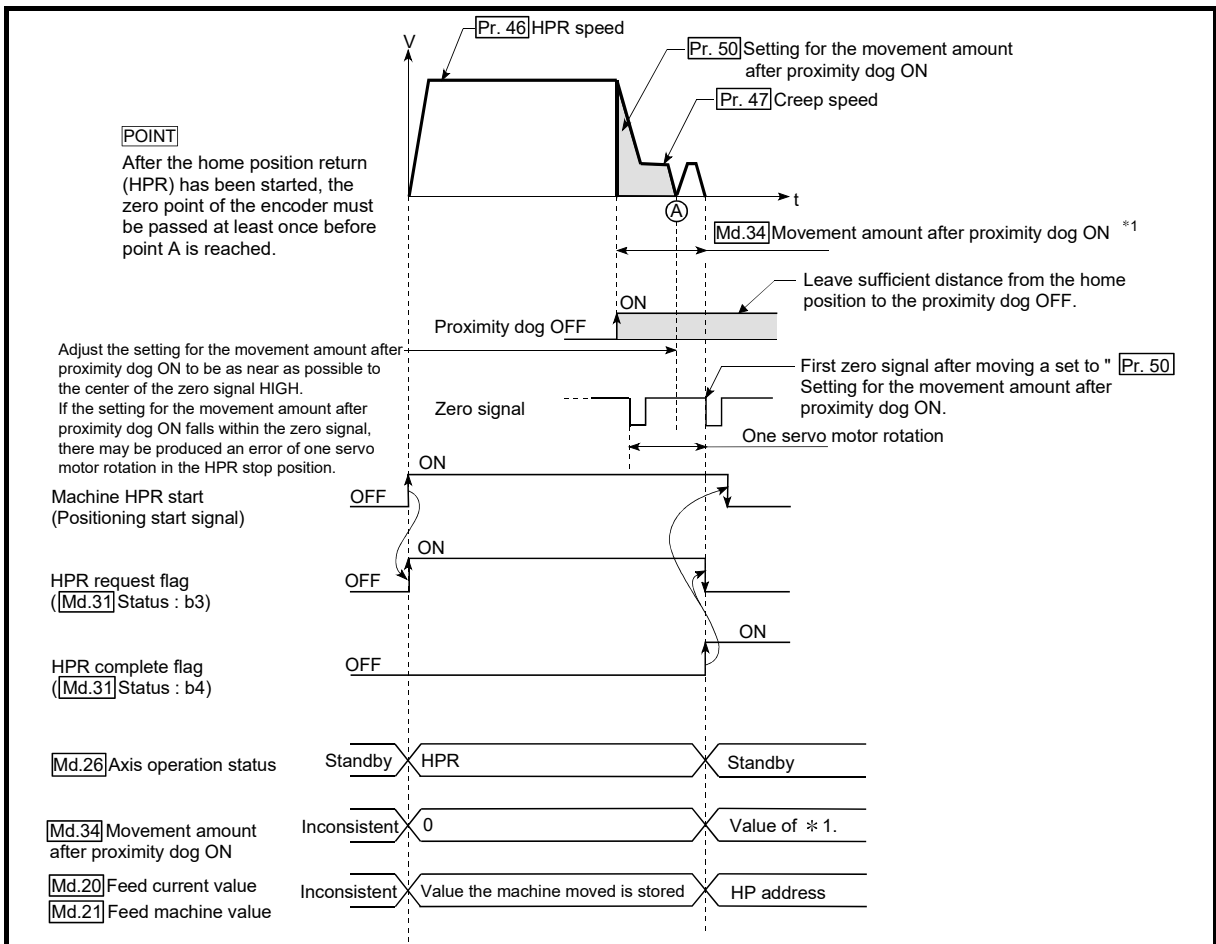 V
Pr. 46 HPR speed
Pr. 50 Setting for the movement amount
after proximity dog ON
Pr. 47 Creep speed
POINT
After the home position return
(HPR) has been started, the
zero point of the encoder must
be passed at least once before
point A is reached.
t
A
Md.34 Movement amount after proximity dog ON *1
Leave sufficient distance from the home
position to the proximity dog OFF.
ON
Proximity dog OFF
Adjust the setting for the movement amount after
proximity dog ON to be as near as possible to
the center of the zero signal HIGH.
If the setting for the movement amount after
proximity dog ON falls within the zero signal,
there may be produced an error of one servo
motor rotation in the HPR stop position.
First zero signal after moving a set to " Pr. 50
Setting for the movement amount after
proximity dog ON.
Zero signal
One servo motor rotation
ON
Machine HPR start
(Positioning start signal)
OFF
ON
HPR request flag
( Md.31 Status : b3)
OFF
ON
HPR complete flag
( Md.31 Status : b4)
OFF
Md.26 Axis operation status
Standby
HPR
Standby
Md.34 Movement amount
after proximity dog ON
Inconsistent
0
Value of *1.
Md.20 Feed current value
Md.21 Feed machine value
Inconsistent
Value the machine moved is stored
HP address